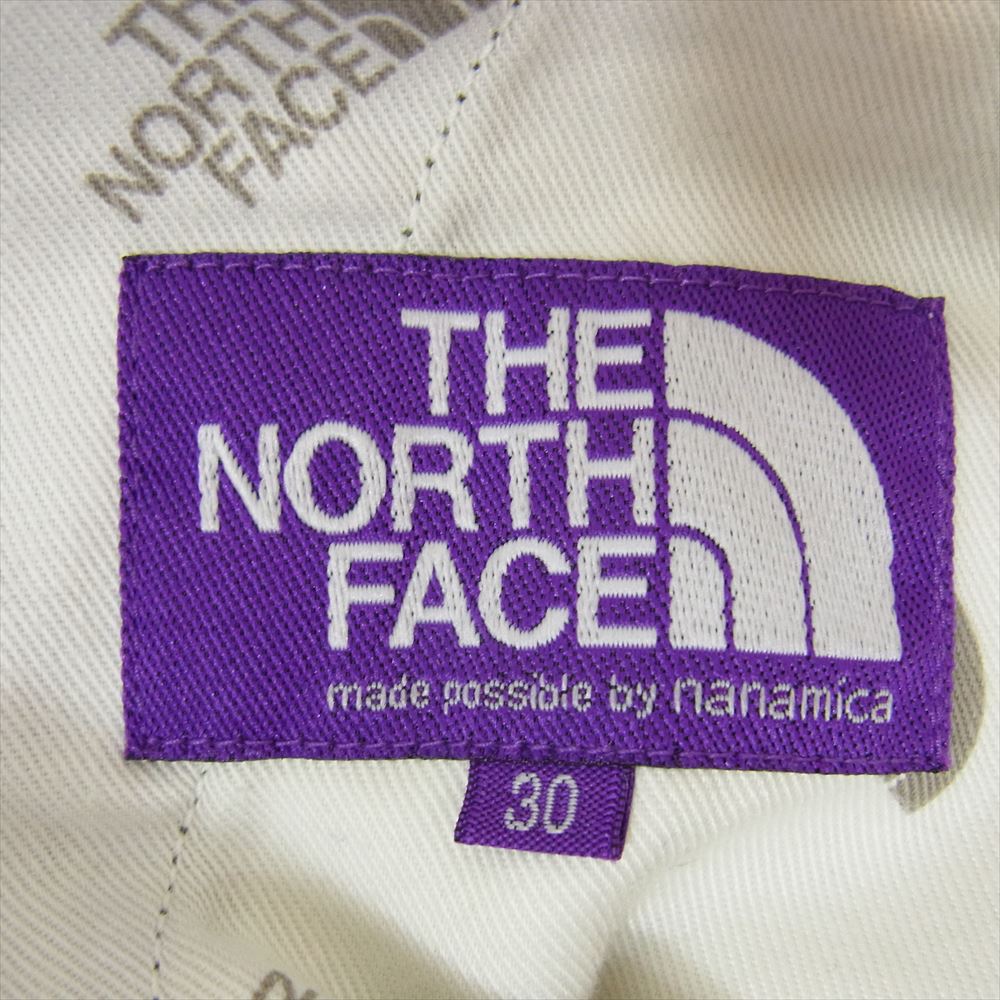 THE
NORTH
FACE
THE
NORTH
FACE
made possible by nanamica
30